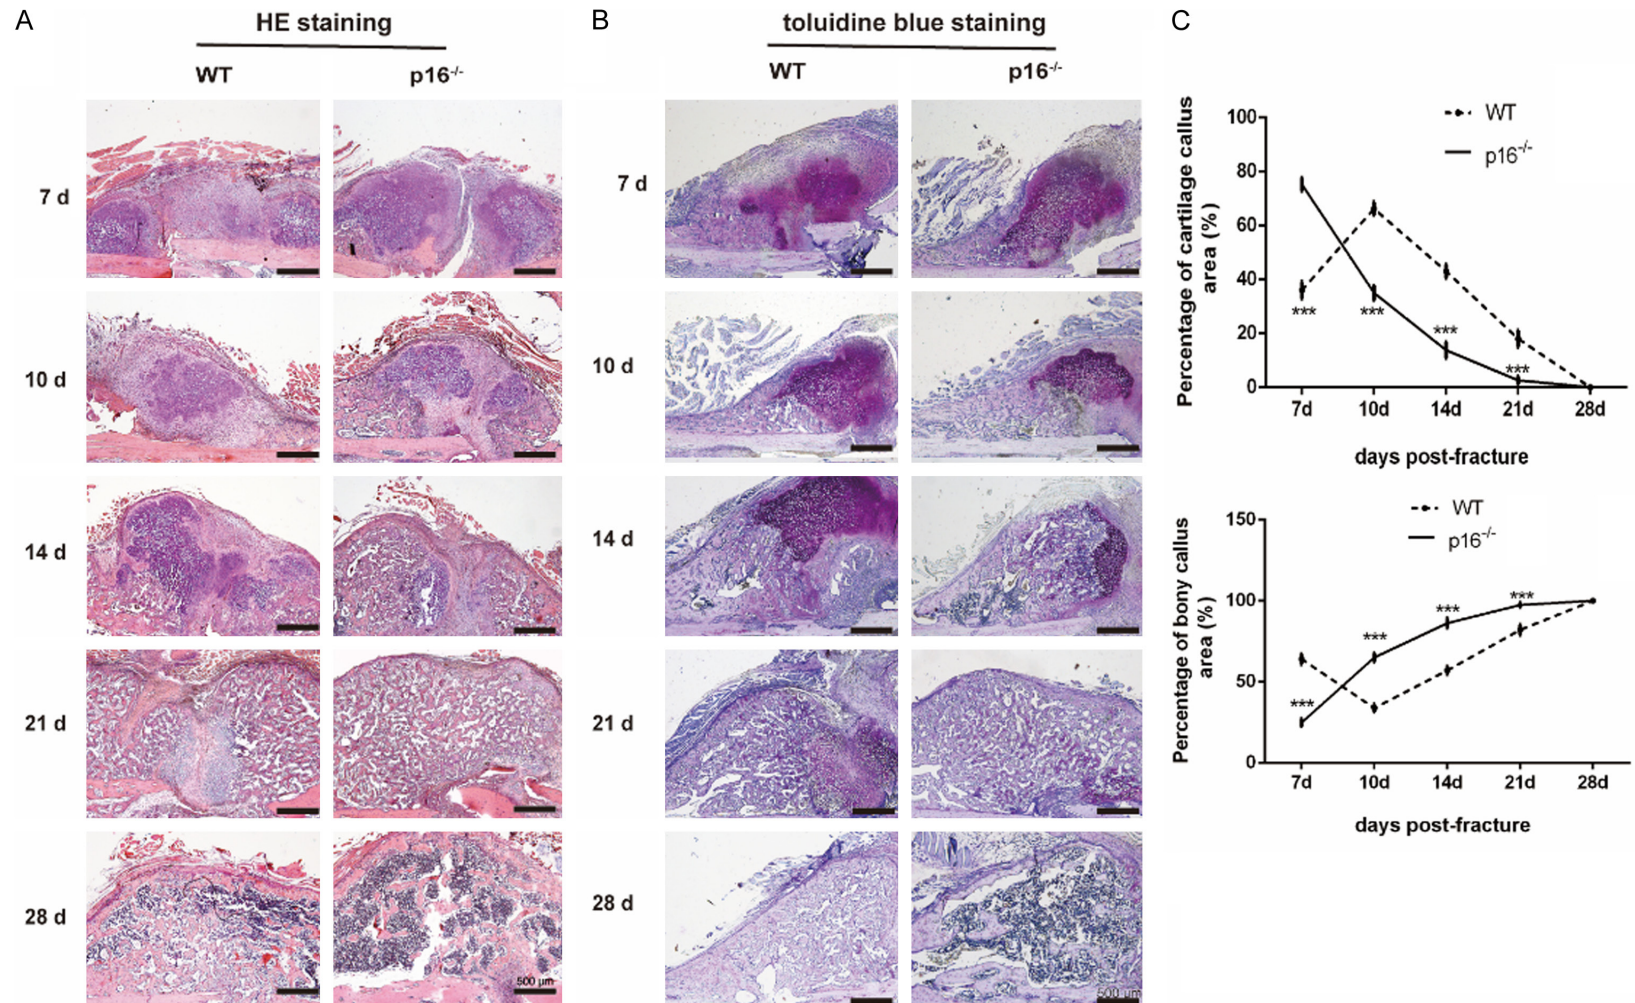 A
HE staining
WT p16-/-
7 d
10 d
14 d
21 d
28 d
500 µm
B
toluidine blue staining
WT p16-/-
7 d
10 d
14 d
21 d
28 d
500 um
C
Percentage of cartilage callus
area (%)
100
80
60
40
20
0
WT
p16-/-
***
***
***
***
7d 10d 14d 21d 28d
days post-fracture
Percentage of bony callus
area (%)
150
100
50
0
WT
p16-/-
***
***
***
***
7d 10d 14d 21d 28d
days post-fracture